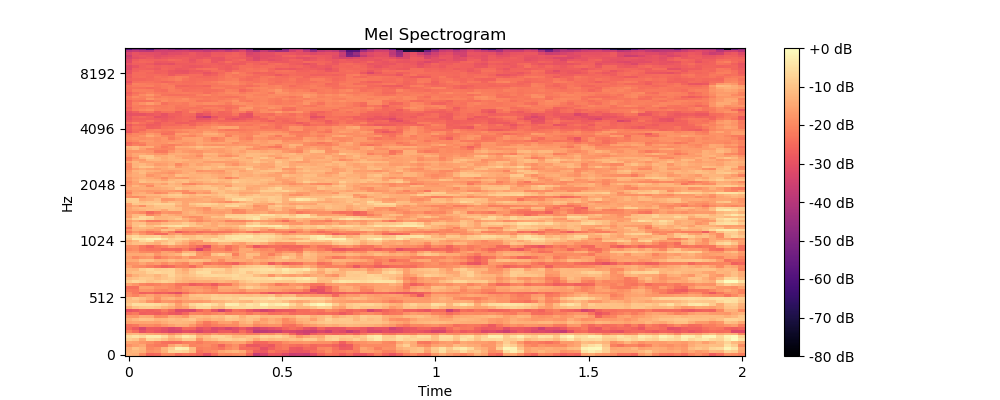 Mel Spectrogram
Hz
8192
4096
2048
1024
512
0
0 0.5 1 1.5 2
Time
+0 dB
-10 dB
-20 dB
-30 dB
-40 dB
-50 dB
-60 dB
-70 dB
-80 dB